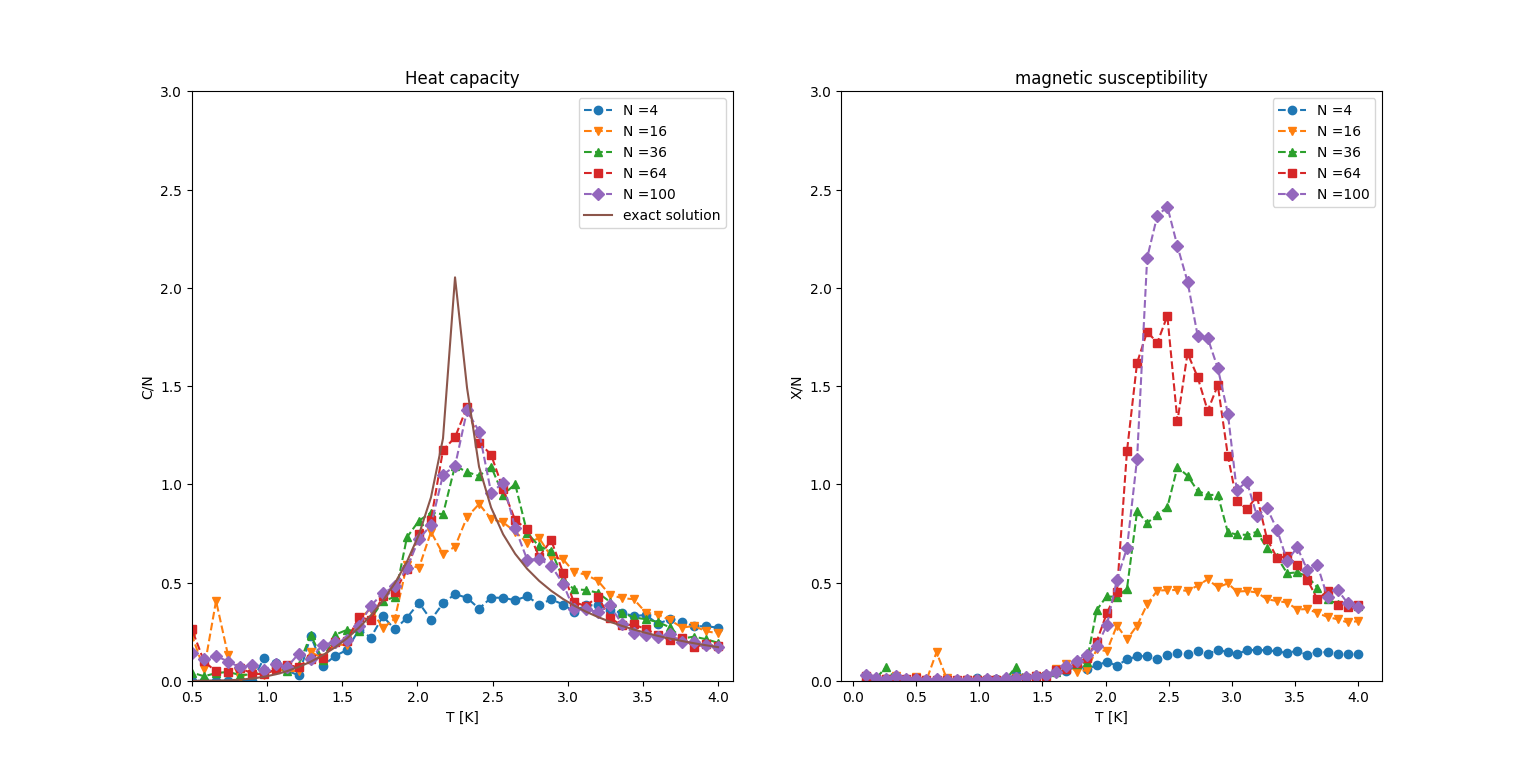 Heat capacity
3.0
2.5
2.0
1.5
1.0
0.5
0.0
C/N
0.5 1.0 1.5 2.0 2.5 3.0 3.5 4.0
T [K]
N =4
N =16
N =36
N =64
N =100
exact solution
magnetic susceptibility
3.0
2.5
2.0
1.5
1.0
0.5
0.0
X/N
0.0 0.5 1.0 1.5 2.0 2.5 3.0 3.5 4.0
T [K]
N =4
N =16
N =36
N =64
N =100